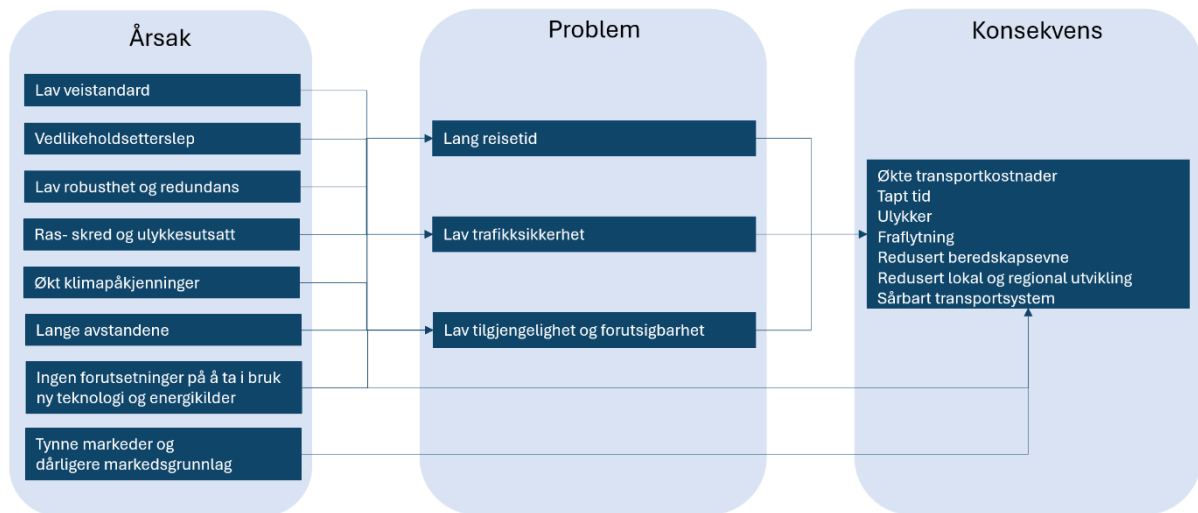 Årsak
Lav veistandard
Vedlikeholdsetterslep
Lav robusthet og redundans
Ras- skred og ulykkesutsatt
Økt klimapåkjenninger
Lange avstandene
Ingen forutsetninger på å ta i bruk
ny teknologi og energikilder
Tynne markeder og
dårligere markedsgrunnlag
Problem
Lang reisetid
Lav trafikksikkerhet
Lav tilgjengelighet og forutsigbarhet
Konsekvens
Økte transportkostnader
Tapt tid
Ulykker
Fraflytning
Redusert beredskapsevne
Redusert lokal og regional utvikling
Sårbart transportsystem